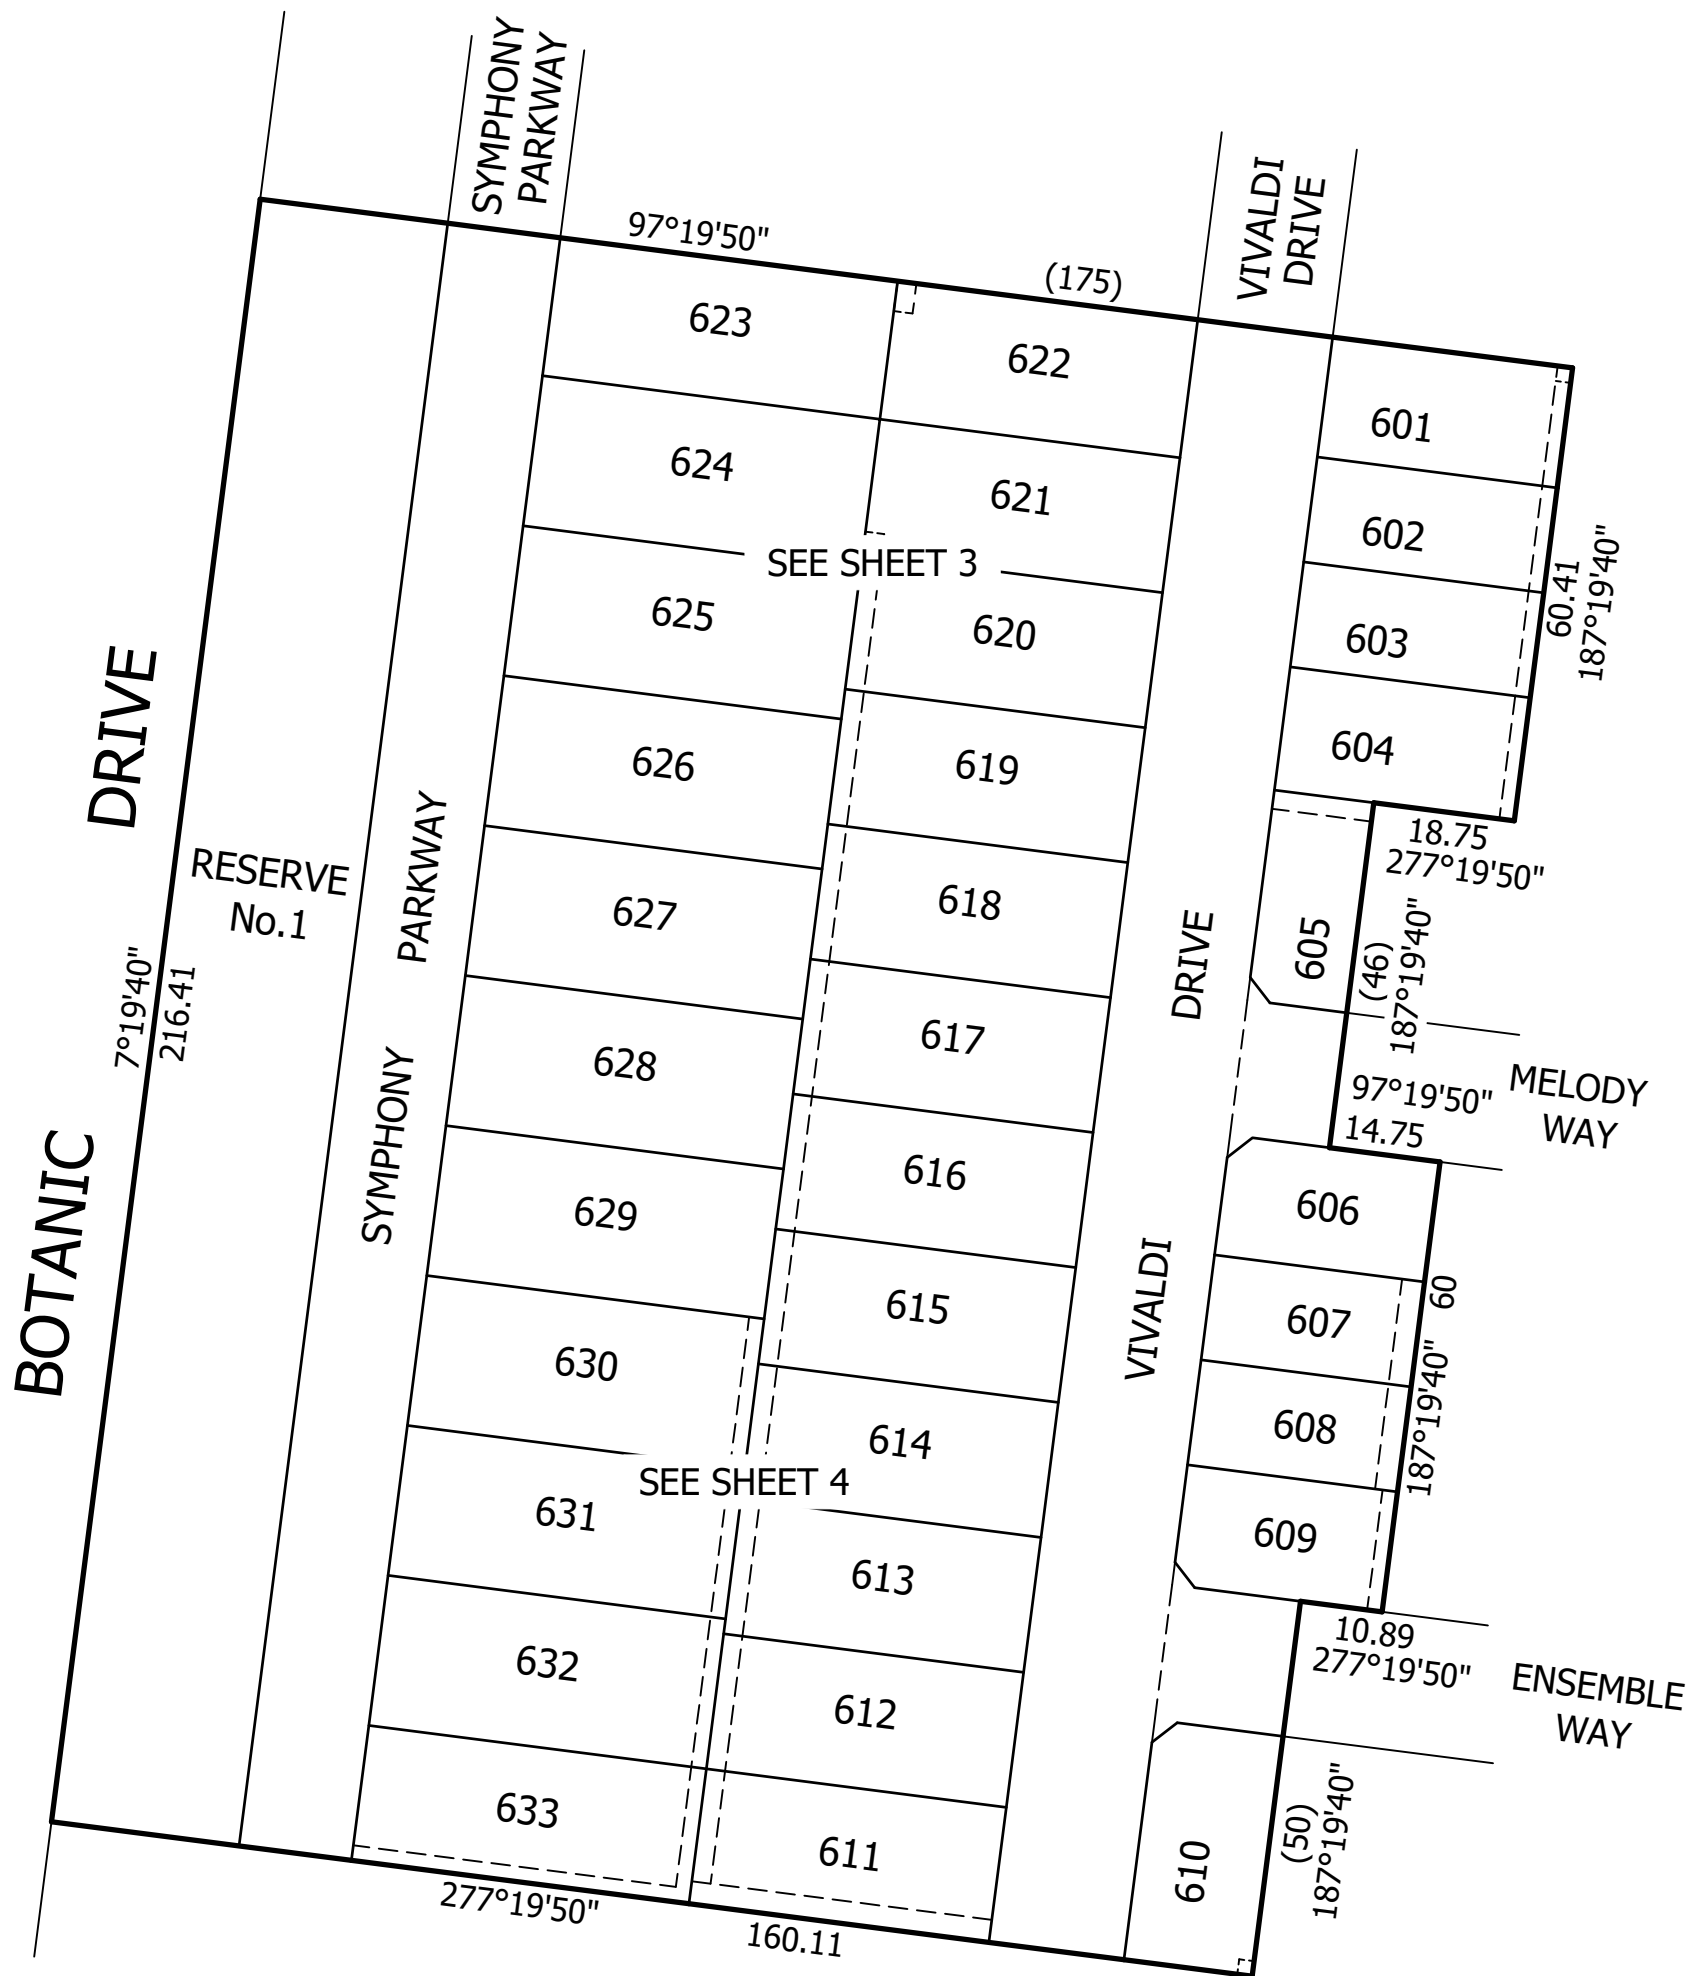 SYMPHONY
PARKWAY
VIVALDI
DRIVE
97°19'50"
(175)
623
622
601
624
621
602
SEE SHEET 3
60.41
187°19'40"
625
620
603
DRIVE
626
619
604
18.75
277°19'50"
RESERVE
No.1
PARKWAY
627
618
605
DRIVE
(46)
187°19'40"
7°19'40"
216.41
628
617
97°19'50"
14.75
MELODY
WAY
SYMPHONY
BOTANIC
629
616
606
630
615
VIVALDI
607
60
187°19'40"
614
608
SEE SHEET 4
631
613
609
10.89
277°19'50"
ENSEMBLE
WAY
632
612
633
611
610
(50)
187°19'40"
277°19'50"
160.11